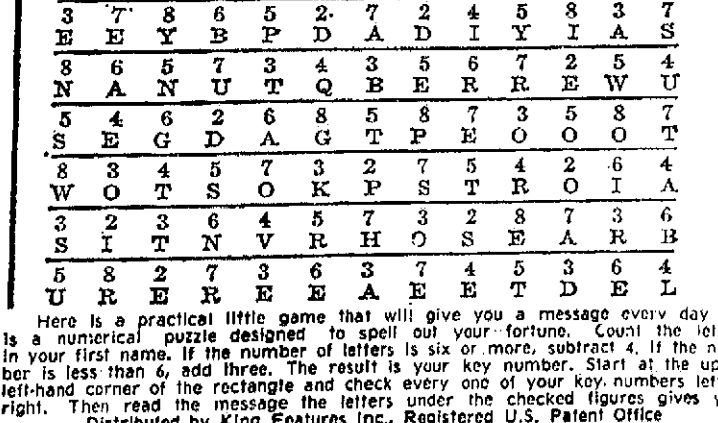 3 7 8 6 5 2 7 2 4 5 8 3 7
E E Y B P D A D I Y I A S
8 6 5 7 3 4 3 5 6 7 2 5 4
N A N U T Q B E R R E W U
5 4 6 2 6 8 5 8 7 3 5 8 7
S E G D A G T P E O O O T
8 3 4 5 7 3 2 7 5 4 2 6 4
W O T S O K P S T R O I A
3 2 3 6 4 5 7 3 2 8 7 3 6
S I T N V R H O S E A R B
5 8 2 7 3 6 3 7 4 5 3 6 4
U R E R E E A E E T D E L
Here is a practical little game that will give you a message every day
is a numerical puzzle designed to spell out your fortune. Count the let
in your first name. If the number of letters is six or more, subtract 4. If the n
ber is less than 6, add three. The result is your key number. Start at the up
left-hand corner of the rectangle and check every one of your key numbers lef
right. Then read the message the letters under the checked figures gives y
Distributed by King Features Inc., Registered U.S. Patent Office